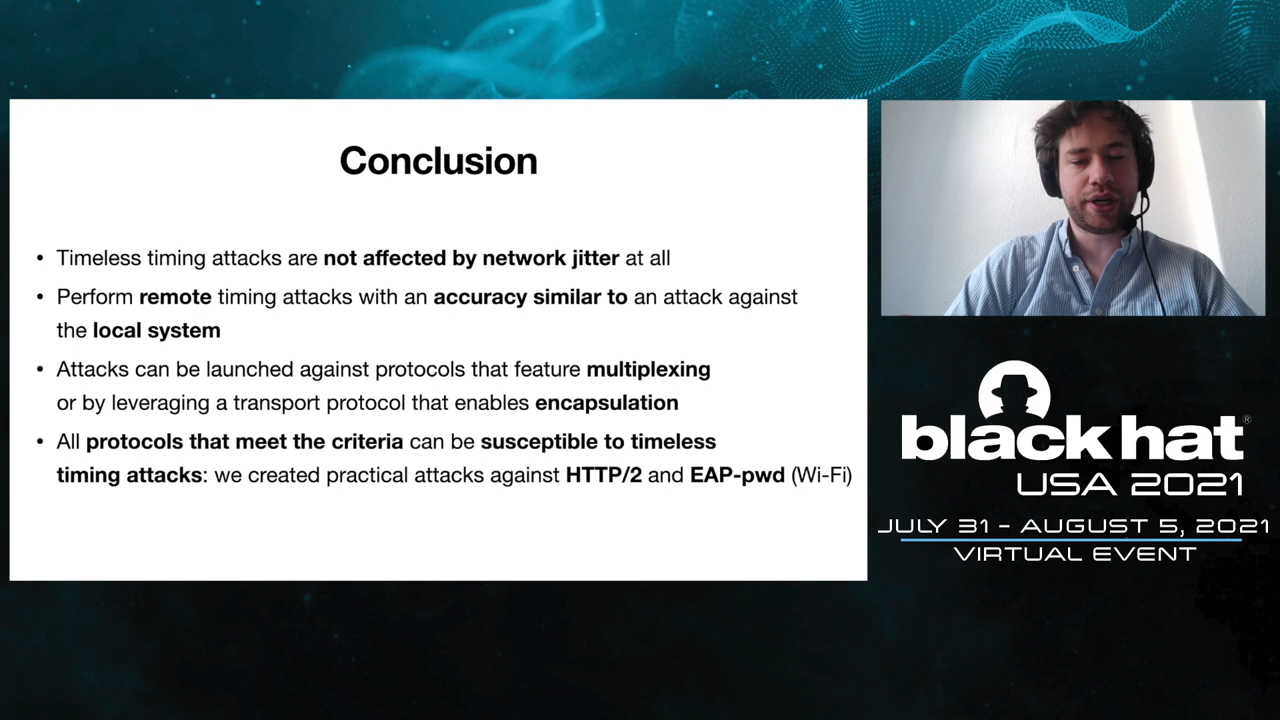 Conclusion
• Timeless timing attacks are not affected by network jitter at all
• Perform remote timing attacks with an accuracy similar to an attack against
the local system
• Attacks can be launched against protocols that feature multiplexing
or by leveraging a transport protocol that enables encapsulation
• All protocols that meet the criteria can be susceptible to timeless
timing attacks: we created practical attacks against HTTP/2 and EAP-pwd (Wi-Fi)
black hat®
USA 2021
JULY 31 - AUGUST 5, 2021
VIRTUAL EVENT